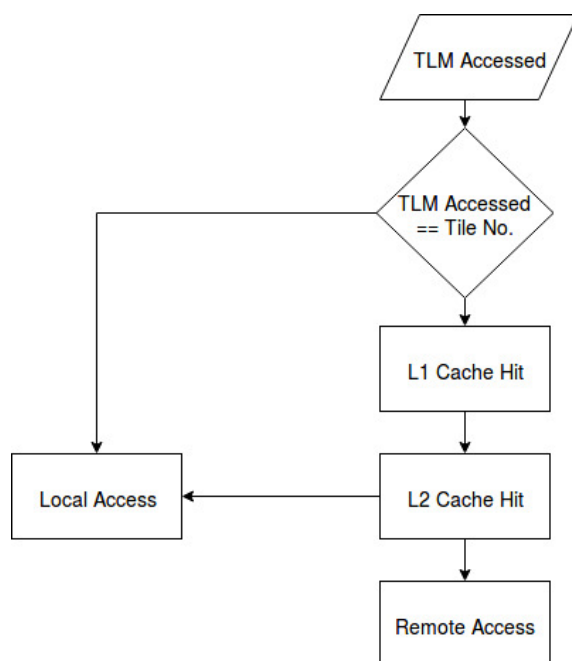 TLM Accessed
TLM Accessed
== Tile No.
L1 Cache Hit
Local Access
L2 Cache Hit
Remote Access